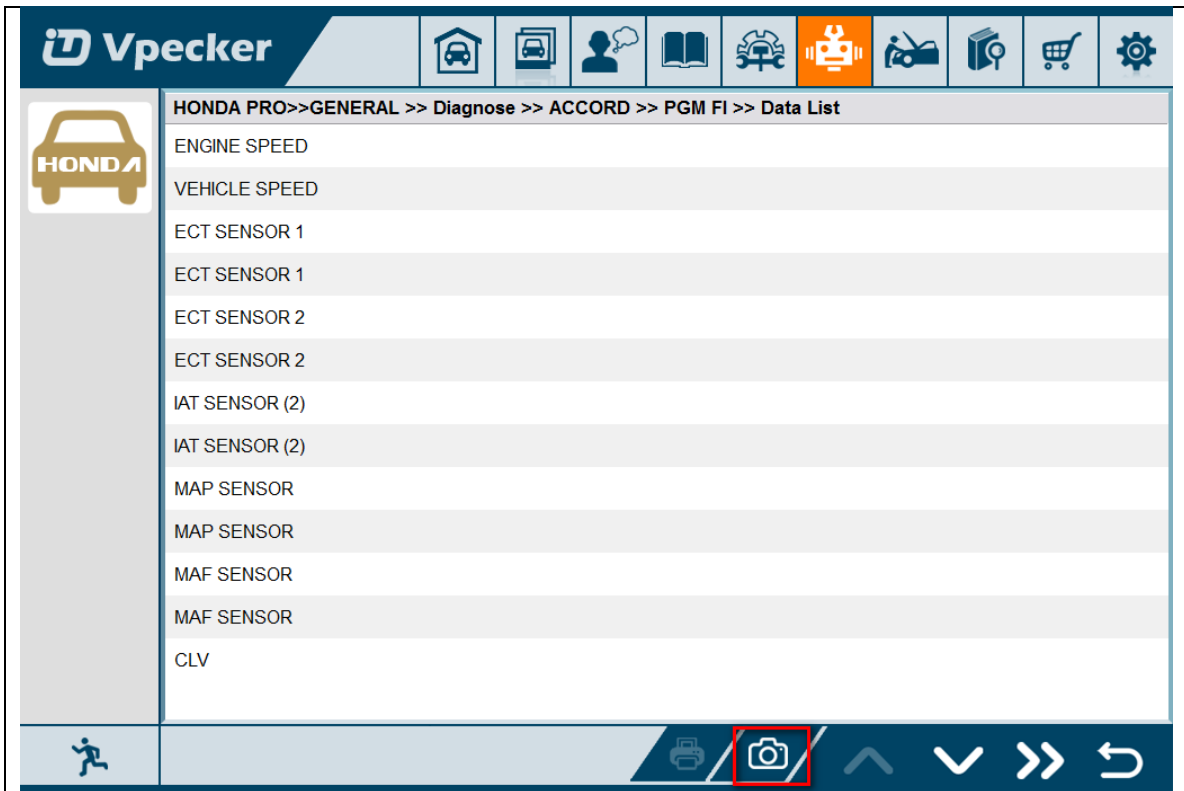 Vpecker
HONDA PRO>>GENERAL >> Diagnose >> ACCORD >> PGM FI >> Data List
HONDA
ENGINE SPEED
VEHICLE SPEED
ECT SENSOR 1
ECT SENSOR 1
ECT SENSOR 2
ECT SENSOR 2
IAT SENSOR (2)
IAT SENSOR (2)
MAP SENSOR
MAP SENSOR
MAF SENSOR
MAF SENSOR
CLV